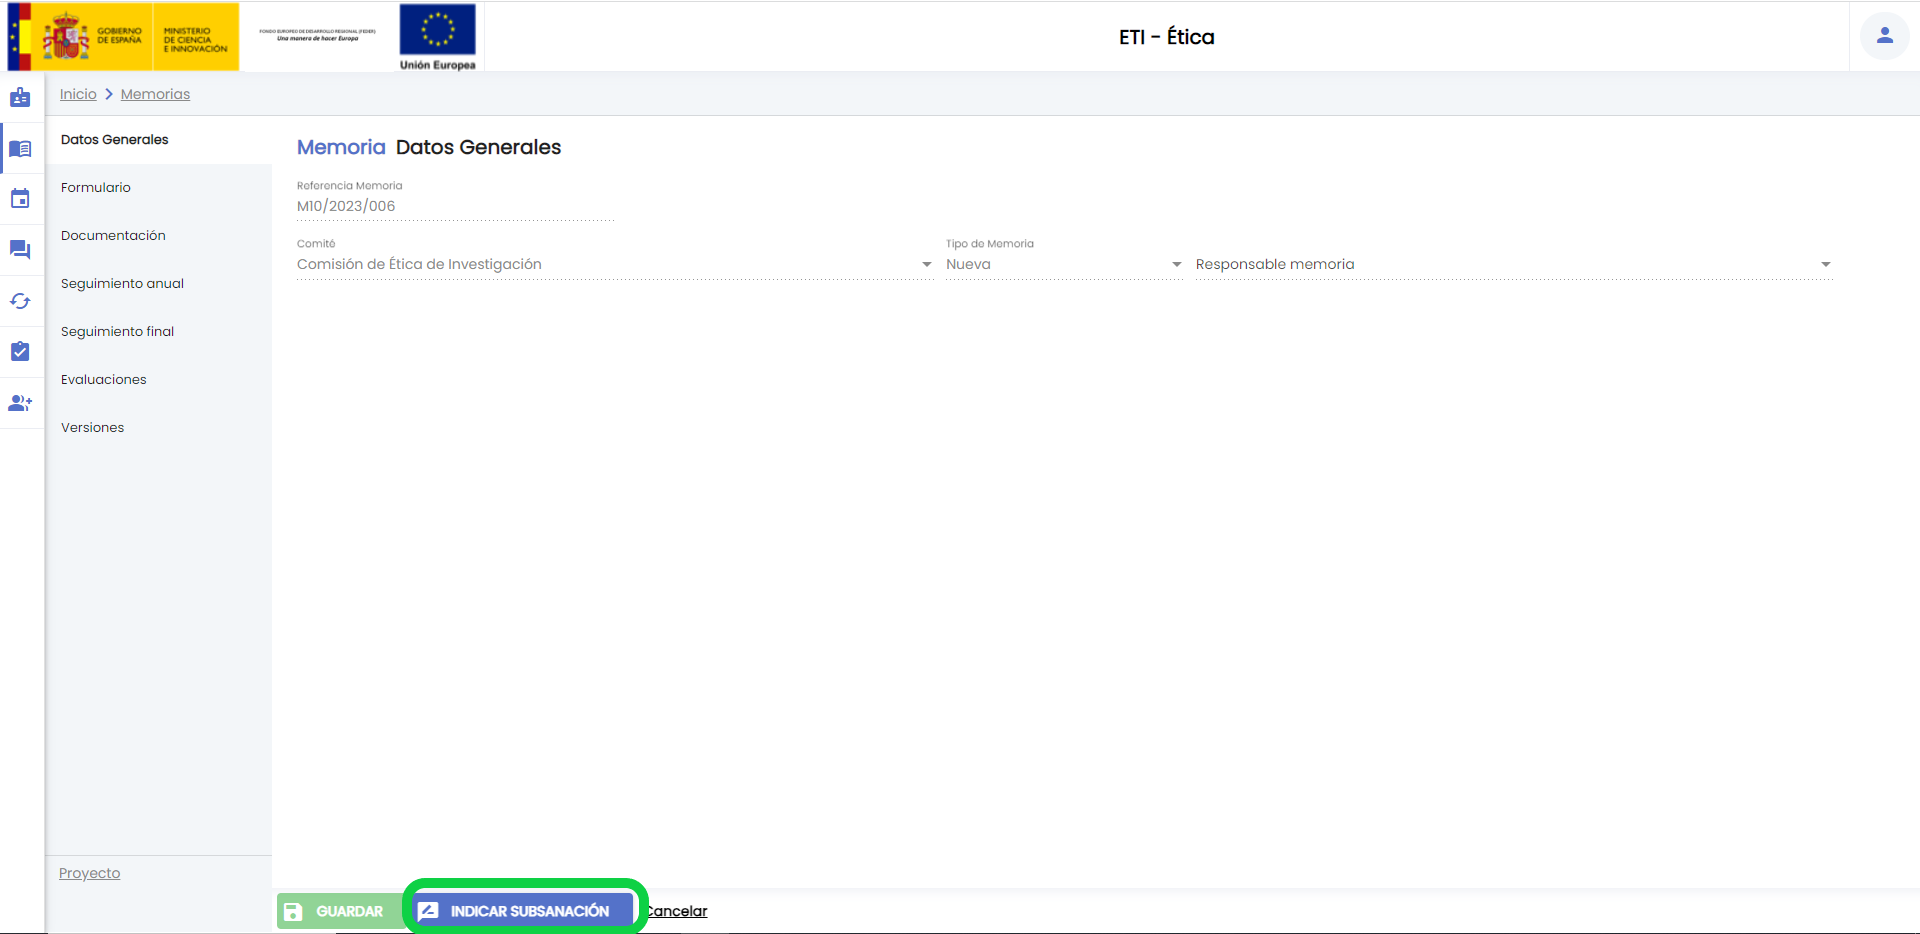 GOBIERNO
DE ESPAÑA
MINISTERIO
DE CIENCIA
E INNOVACIÓN
FONDO EUROPEO DE DESARROLLO REGIONAL (FEDER)
Una manera de hacer Europa
Unión Europea
ETI - Ética
Inicio > Memorias
Datos Generales
Formulario
Documentación
Seguimiento anual
Seguimiento final
Evaluaciones
Versiones
Proyecto
Memoria Datos Generales
Referencia Memoria
M10/2023/006
Comité
Comisión de Ética de Investigación
Tipo de Memoria
Nueva
Responsable memoria
GUARDAR
INDICAR SUBSANACIÓN
Cancelar